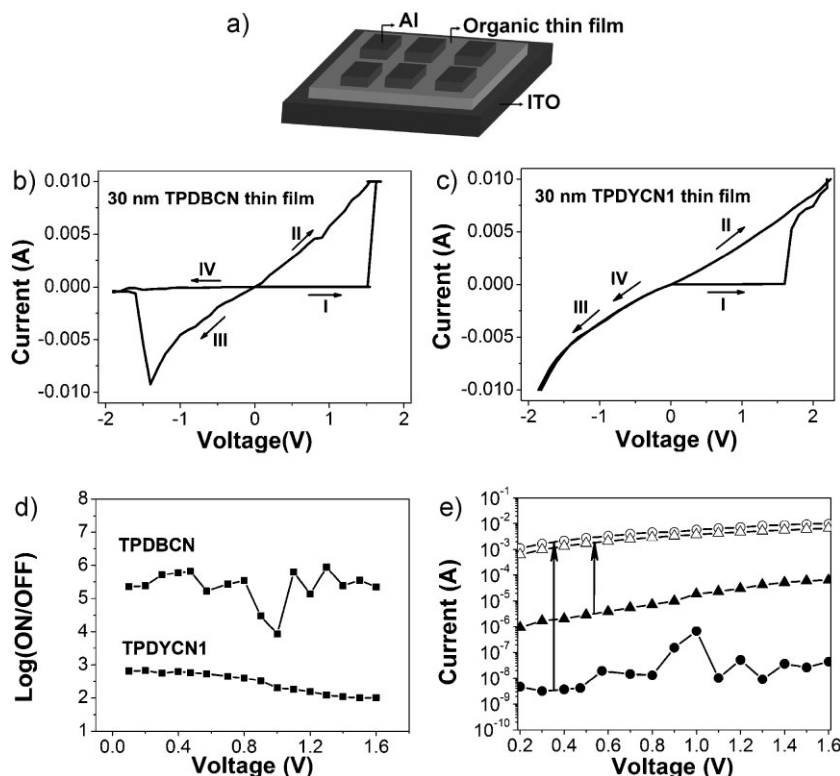 a)
Al
Organic thin film
ITO
b)
0.010
0.005
0.000
-0.005
-0.010
Current (A)
30 nm TPDBCN thin film
II
IV
I
III
-2 -1 0 1 2
Voltage(V)
c)
0.010
0.005
0.000
-0.005
-0.010
Current (A)
30 nm TPDYCN1 thin film
II
IV
III
I
-2 -1 0 1 2
Voltage (V)
d)
8
7
6
5
4
3
2
1
Log(ON/OFF)
TPDBCN
TPDYCN1
0.0 0.4 0.8 1.2 1.6
Voltage (V)
e)
10-1
10-2
10-3
10-4
10-5
10-6
10-7
10-8
10-9
10-10
Current (A)
0.2 0.4 0.6 0.8 1.0 1.2 1.4 1.6
Voltage (V)